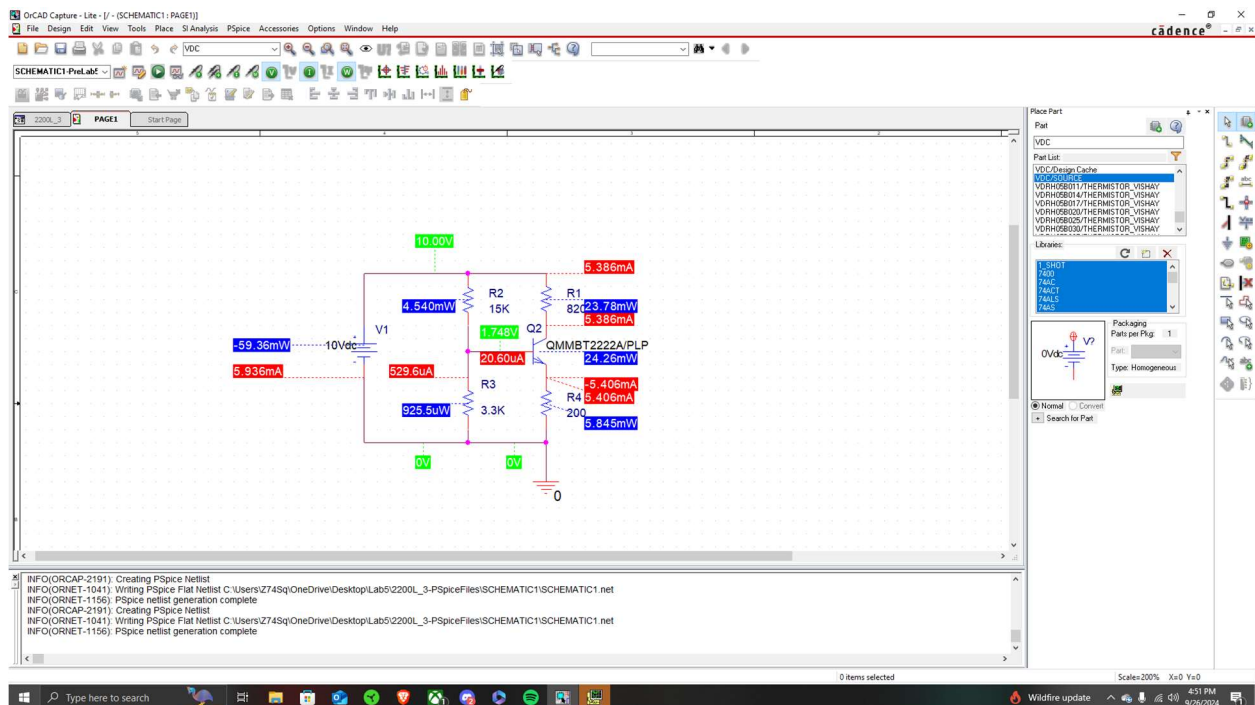 OrCAD Capture - Lite - [/ - (SCHEMATIC1 : PAGE1)]
File Design Edit View Tools Place SI Analysis PSpice Accessories Options Window Help
cādence®
VDC
SCHEMATIC1-PreLab5
2200L_3 PAGE1 Start Page
10.00V
5.386mA
R2 R1
4.540mW 15K 820 23.78mW
5.386mA
V1 1.748V Q2
-59.36mW 10Vdc QMMBT2222A/PLP
20.60uA 24.26mW
5.936mA 529.6uA
-5.406mA
R3 R4 5.406mA
925.5uW 3.3K 200
5.845mW
0V 0V
0
Place Part
Part
VDC
Part List:
VDC/Design Cache
VDC/SOURCE
VDRH05B011/THERMISTOR_VISHAY
VDRH05B014/THERMISTOR_VISHAY
VDRH05B017/THERMISTOR_VISHAY
VDRH05B020/THERMISTOR_VISHAY
VDRH05B025/THERMISTOR_VISHAY
VDRH05B030/THERMISTOR_VISHAY
Libraries:
1_SHOT
7400
74AC
74ACT
74ALS
74AS
Packaging
Parts per Pkg: 1
Part:
Type: Homogeneous
V?
0Vdc
Normal Convert
Search for Part
INFO(ORCAP-2191): Creating PSpice Netlist
INFO(ORNET-1041): Writing PSpice Flat Netlist C:\Users\Z74Sq\OneDrive\Desktop\Lab5\2200L_3-PSpiceFiles\SCHEMATIC1\SCHEMATIC1.net
INFO(ORNET-1156): PSpice netlist generation complete
INFO(ORCAP-2191): Creating PSpice Netlist
INFO(ORNET-1041): Writing PSpice Flat Netlist C:\Users\Z74Sq\OneDrive\Desktop\Lab5\2200L_3-PSpiceFiles\SCHEMATIC1\SCHEMATIC1.net
INFO(ORNET-1156): PSpice netlist generation complete
0 items selected Scale=200% X=0 Y=0
Type here to search
Wildfire update
4:51 PM
9/26/2024